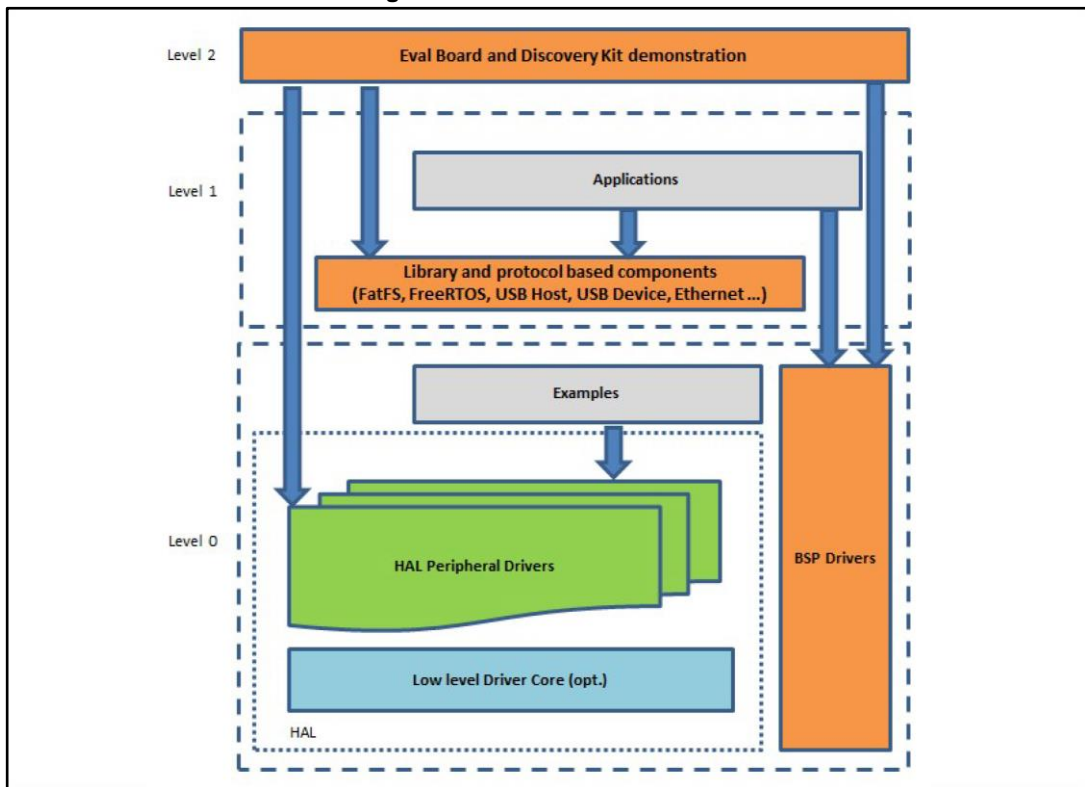 Level 2
Eval Board and Discovery Kit demonstration
Level 1
Applications
Library and protocol based components
(FatFS, FreeRTOS, USB Host, USB Device, Ethernet ...)
Examples
Level 0
HAL Peripheral Drivers
BSP Drivers
Low level Driver Core (opt.)
HAL